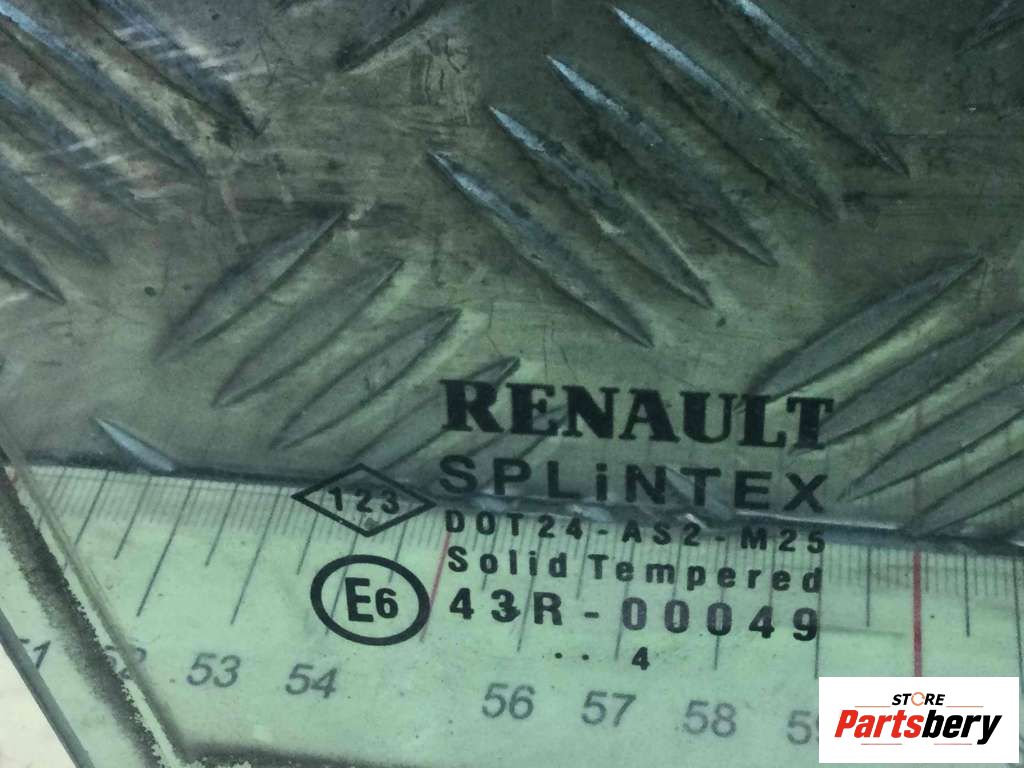 RENAULT
SPLiNTEX
123
DOT24-AS2-M25
Solid Tempered
E6
43R-00049
. . 4
53 54 56 57 58
STORE
Partsbery